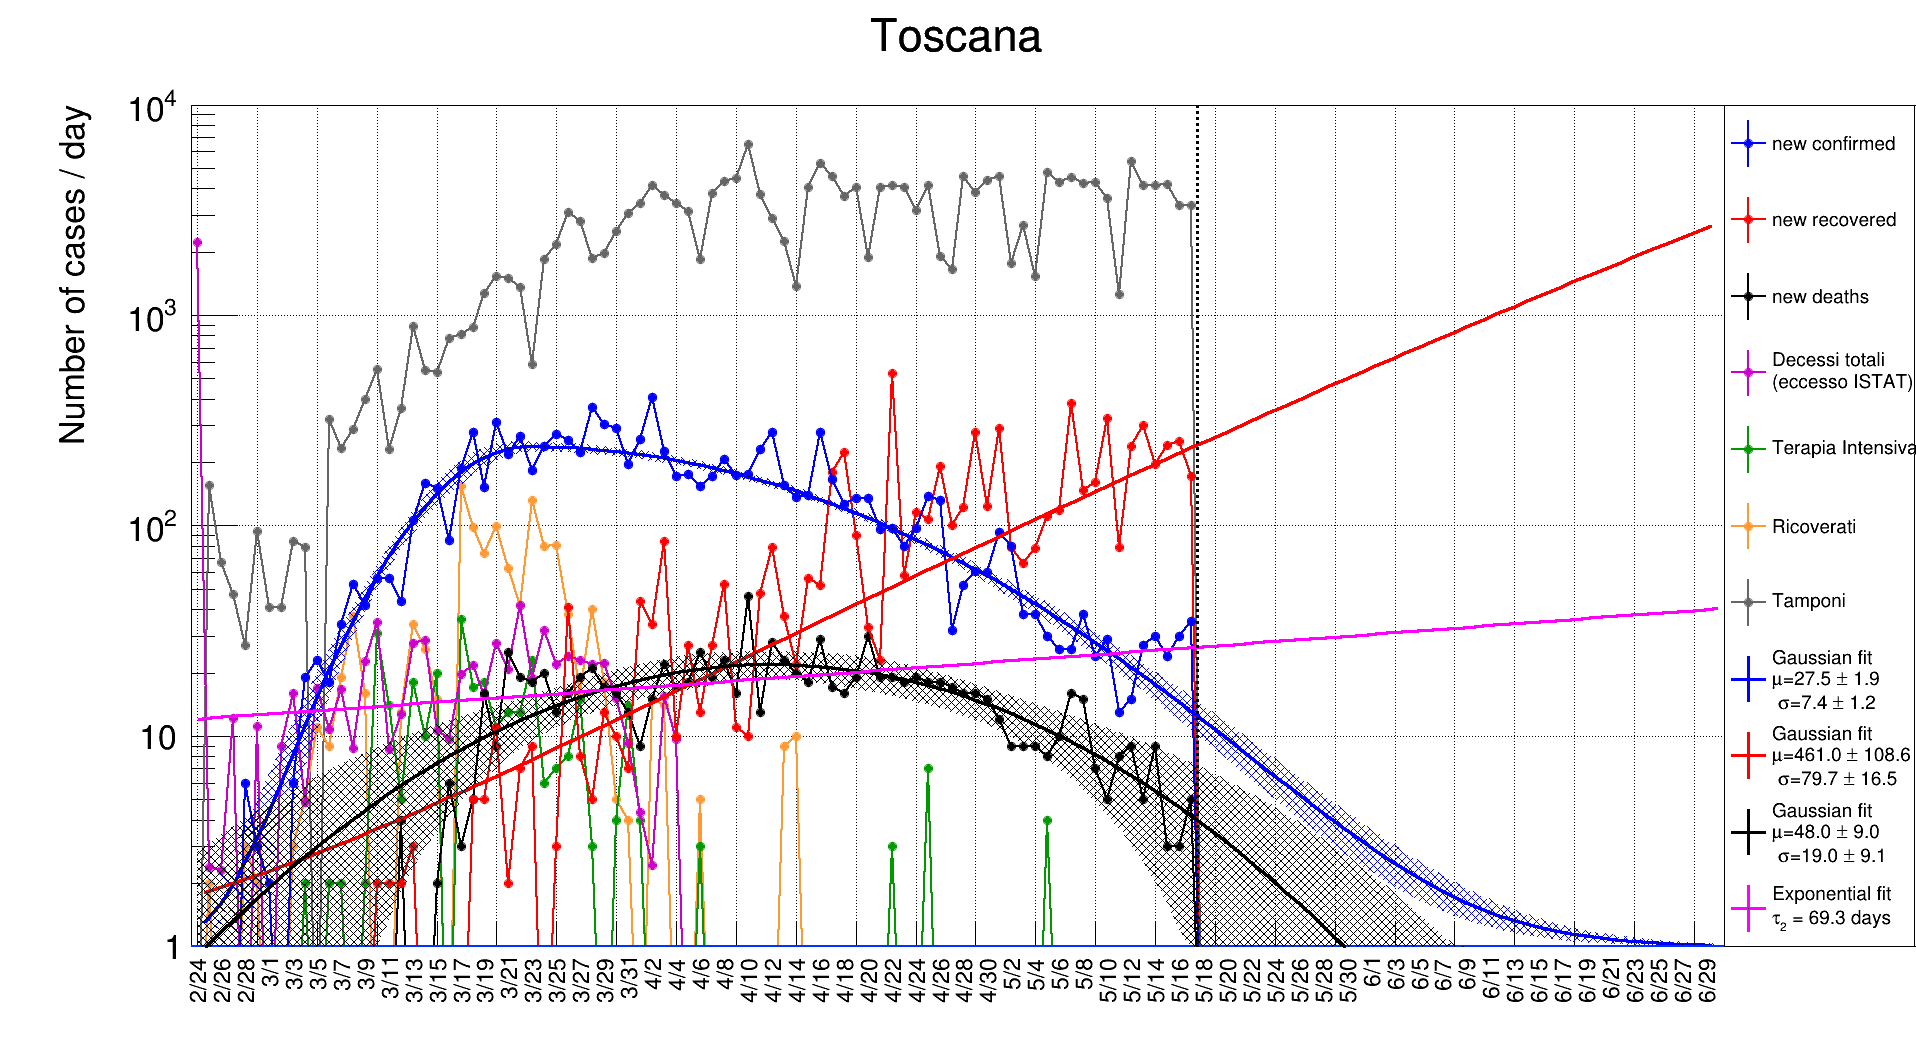 Toscana
Number of cases / day
10^4
10^3
10^2
10
1
2/24 2/26 2/28 3/1 3/3 3/5 3/7 3/9 3/11 3/13 3/15 3/17 3/19 3/21 3/23 3/25 3/27 3/29 3/31 4/2 4/4 4/6 4/8 4/10 4/12 4/14 4/16 4/18 4/20 4/22 4/24 4/26 4/28 4/30 5/2 5/4 5/6 5/8 5/10 5/12 5/14 5/16 5/18 5/20 5/22 5/24 5/26 5/28 5/30 6/1 6/3 6/5 6/7 6/9 6/11 6/13 6/15 6/17 6/19 6/21 6/23 6/25 6/27 6/29
new confirmed
new recovered
new deaths
Decessi totali
(eccesso ISTAT)
Terapia Intensiva
Ricoverati
Tamponi
Gaussian fit
μ=27.5 ± 1.9
σ=7.4 ± 1.2
Gaussian fit
μ=461.0 ± 108.6
σ=79.7 ± 16.5
Gaussian fit
μ=48.0 ± 9.0
σ=19.0 ± 9.1
Exponential fit
τ₂ = 69.3 days